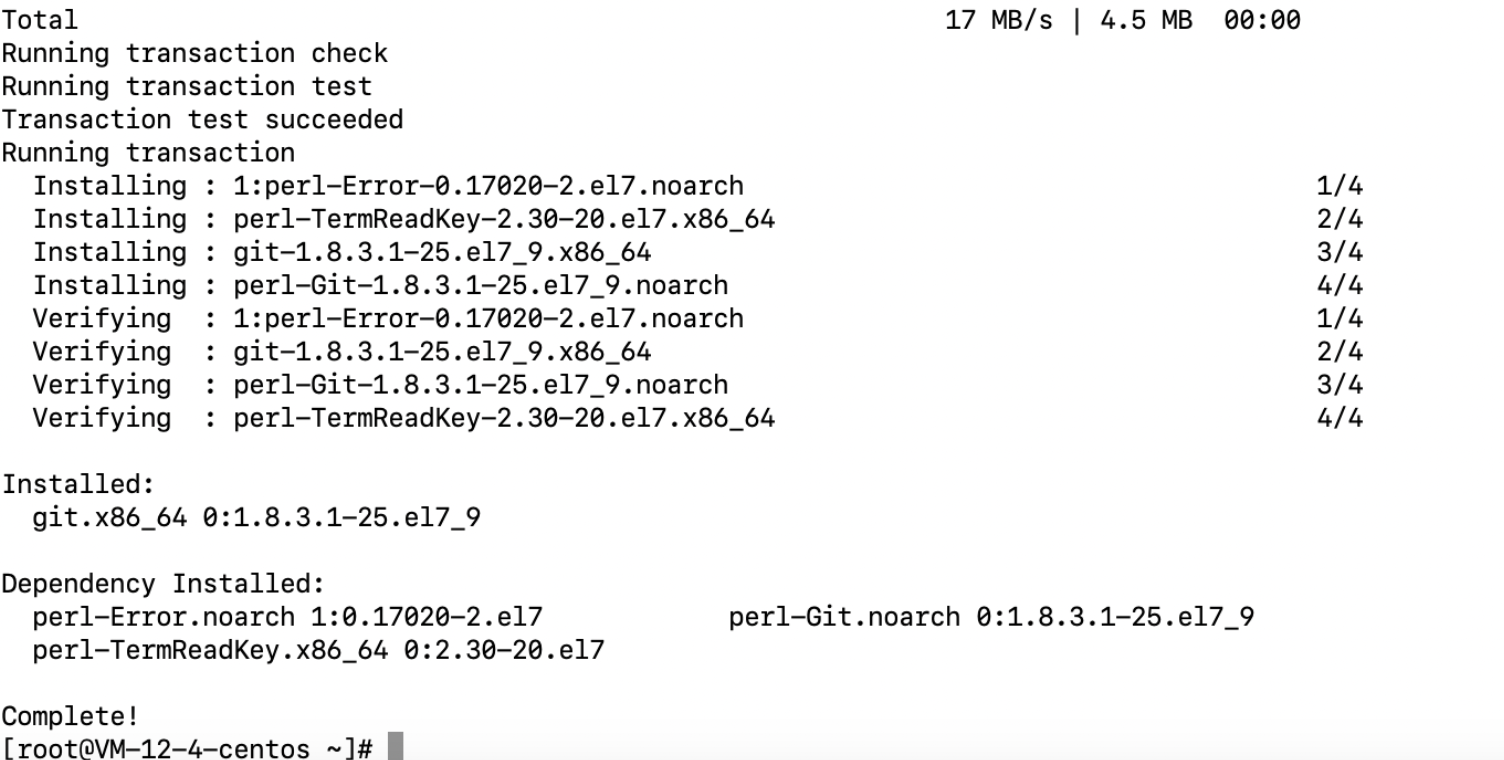 Total                                                        17 MB/s | 4.5 MB  00:00
Running transaction check
Running transaction test
Transaction test succeeded
Running transaction
  Installing : 1:perl-Error-0.17020-2.el7.noarch                                     1/4
  Installing : perl-TermReadKey-2.30-20.el7.x86_64                                   2/4
  Installing : git-1.8.3.1-25.el7_9.x86_64                                           3/4
  Installing : perl-Git-1.8.3.1-25.el7_9.noarch                                      4/4
  Verifying  : 1:perl-Error-0.17020-2.el7.noarch                                     1/4
  Verifying  : git-1.8.3.1-25.el7_9.x86_64                                           2/4
  Verifying  : perl-Git-1.8.3.1-25.el7_9.noarch                                      3/4
  Verifying  : perl-TermReadKey-2.30-20.el7.x86_64                                   4/4

Installed:
  git.x86_64 0:1.8.3.1-25.el7_9

Dependency Installed:
  perl-Error.noarch 1:0.17020-2.el7            perl-Git.noarch 0:1.8.3.1-25.el7_9
  perl-TermReadKey.x86_64 0:2.30-20.el7

Complete!
[root@VM-12-4-centos ~]#